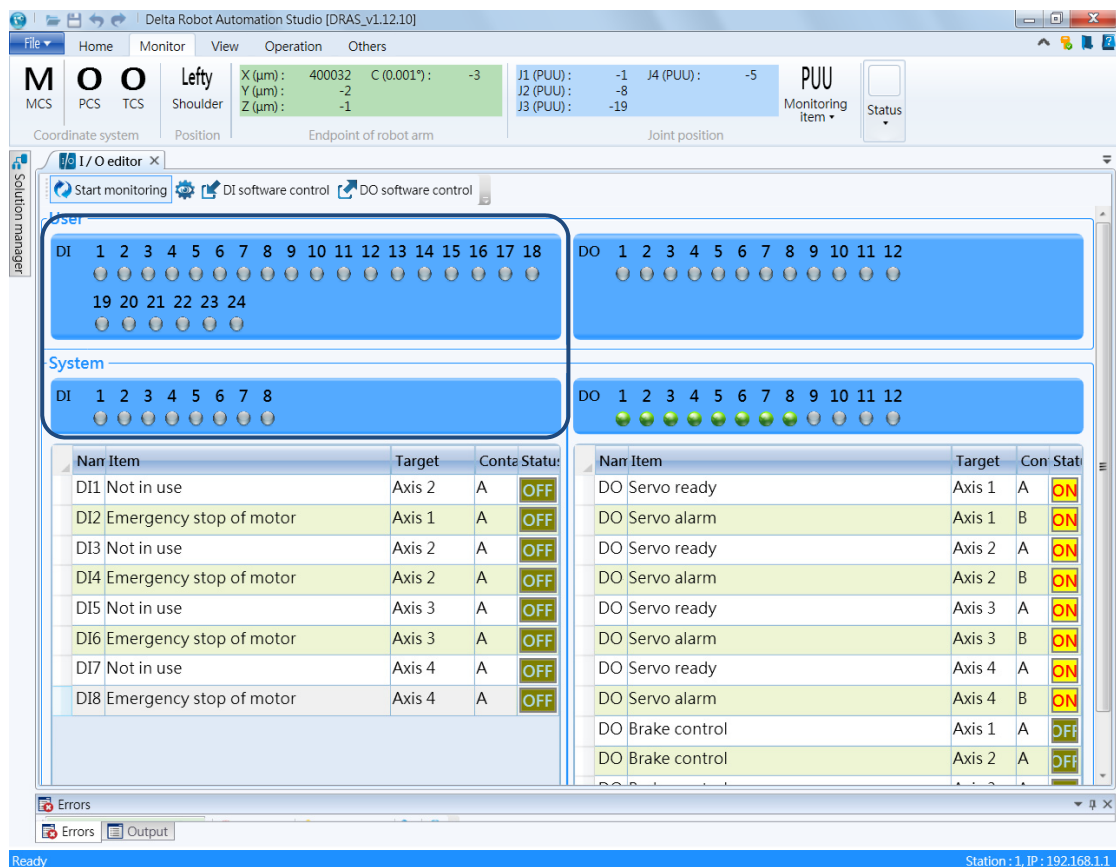 Delta Robot Automation Studio [DRAS_v1.12.10]
File Home Monitor View Operation Others
M O O Lefty
MCS PCS TCS Shoulder
Coordinate system Position
X (μm) : 400032 C (0.001°) : -3
Y (μm) : -2
Z (μm) : -1
Endpoint of robot arm
J1 (PUU) : -1 J4 (PUU) : -5
J2 (PUU) : -8
J3 (PUU) : -19
Joint position
PUU
Monitoring
item
Status
Solution manager
I/O I / O editor
Start monitoring DI software control DO software control
User
DI 1 2 3 4 5 6 7 8 9 10 11 12 13 14 15 16 17 18
19 20 21 22 23 24
DO 1 2 3 4 5 6 7 8 9 10 11 12
System
DI 1 2 3 4 5 6 7 8
DO 1 2 3 4 5 6 7 8 9 10 11 12
Nam Item Target Conta Status
DI1 Not in use Axis 2 A OFF
DI2 Emergency stop of motor Axis 1 A OFF
DI3 Not in use Axis 2 A OFF
DI4 Emergency stop of motor Axis 2 A OFF
DI5 Not in use Axis 3 A OFF
DI6 Emergency stop of motor Axis 3 A OFF
DI7 Not in use Axis 4 A OFF
DI8 Emergency stop of motor Axis 4 A OFF
Nam Item Target Con Stat
DO Servo ready Axis 1 A ON
DO Servo alarm Axis 1 B ON
DO Servo ready Axis 2 A ON
DO Servo alarm Axis 2 B ON
DO Servo ready Axis 3 A ON
DO Servo alarm Axis 3 B ON
DO Servo ready Axis 4 A ON
DO Servo alarm Axis 4 B ON
DO Brake control Axis 1 A OFF
DO Brake control Axis 2 A OFF
Errors
Errors Output
Ready
Station : 1, IP : 192.168.1.1